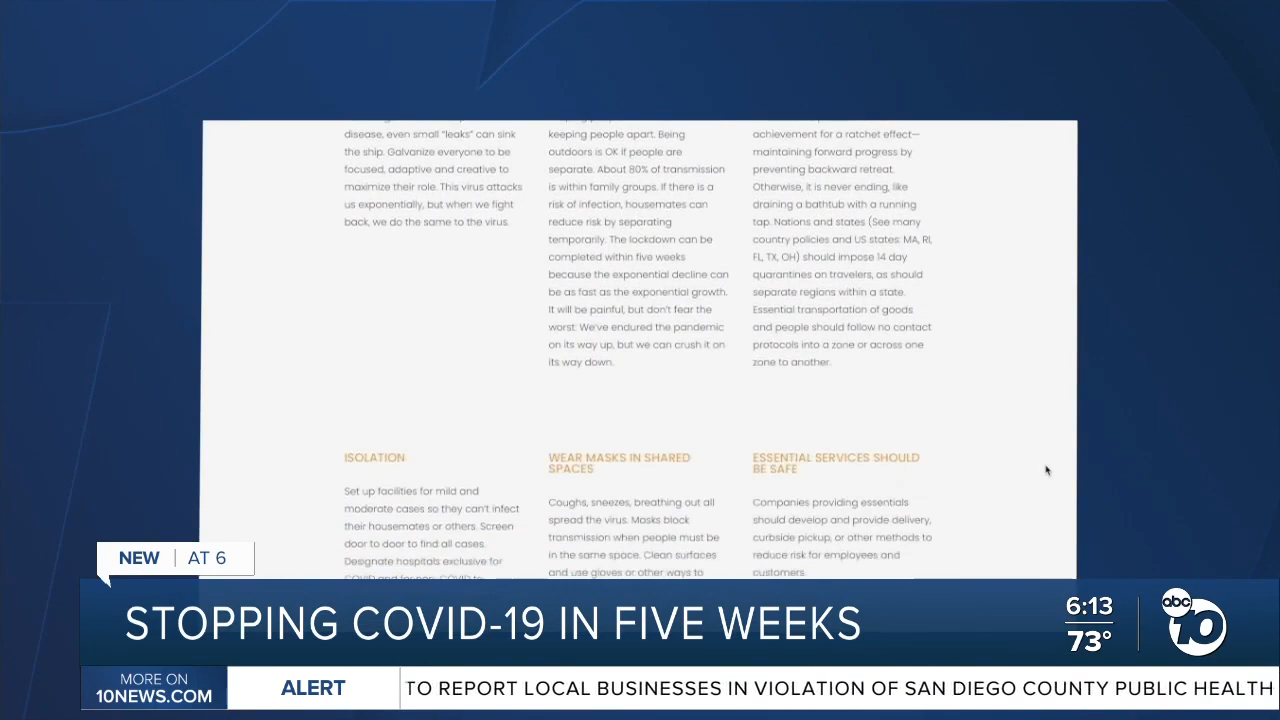 disease, even small “leaks” can sink
the ship. Galvanize everyone to be
focused, adaptive and creative to
maximize their role. This virus attacks
us exponentially, but when we fight
back, we do the same to the virus.
keeping people apart. Being
outdoors is OK if people are
separate. About 80% of transmission
is within family groups. If there is a
risk of infection, housemates can
reduce risk by separating
temporarily. The lockdown can be
completed within five weeks
because the exponential decline can
be as fast as the exponential growth.
It will be painful, but don’t fear the
worst: We’ve endured the pandemic
on its way up, but we can crush it on
its way down.
achievement for a ratchet effect—
maintaining forward progress by
preventing backward retreat.
Otherwise, it is never ending, like
draining a bathtub with a running
tap. Nations and states (See many
country policies and US states: MA, RI,
FL, TX, OH) should impose 14 day
quarantines on travelers, as should
separate regions within a state.
Essential transportation of goods
and people should follow no contact
protocols into a zone or across one
zone to another.
ISOLATION
Set up facilities for mild and
moderate cases so they can’t infect
their housemates or others. Screen
door to door to find all cases.
Designate hospitals exclusive for
WEAR MASKS IN SHARED
SPACES
Coughs, sneezes, breathing out all
spread the virus. Masks block
transmission when people must be
in the same space. Clean surfaces
and use gloves or other ways to
ESSENTIAL SERVICES SHOULD
BE SAFE
Companies providing essentials
should develop and provide delivery,
curbside pickup, or other methods to
reduce risk for employees and
customers.
NEW | AT 6
STOPPING COVID-19 IN FIVE WEEKS
6:13
73°
abc
10
MORE ON
10NEWS.COM
ALERT
TO REPORT LOCAL BUSINESSES IN VIOLATION OF SAN DIEGO COUNTY PUBLIC HEALTH